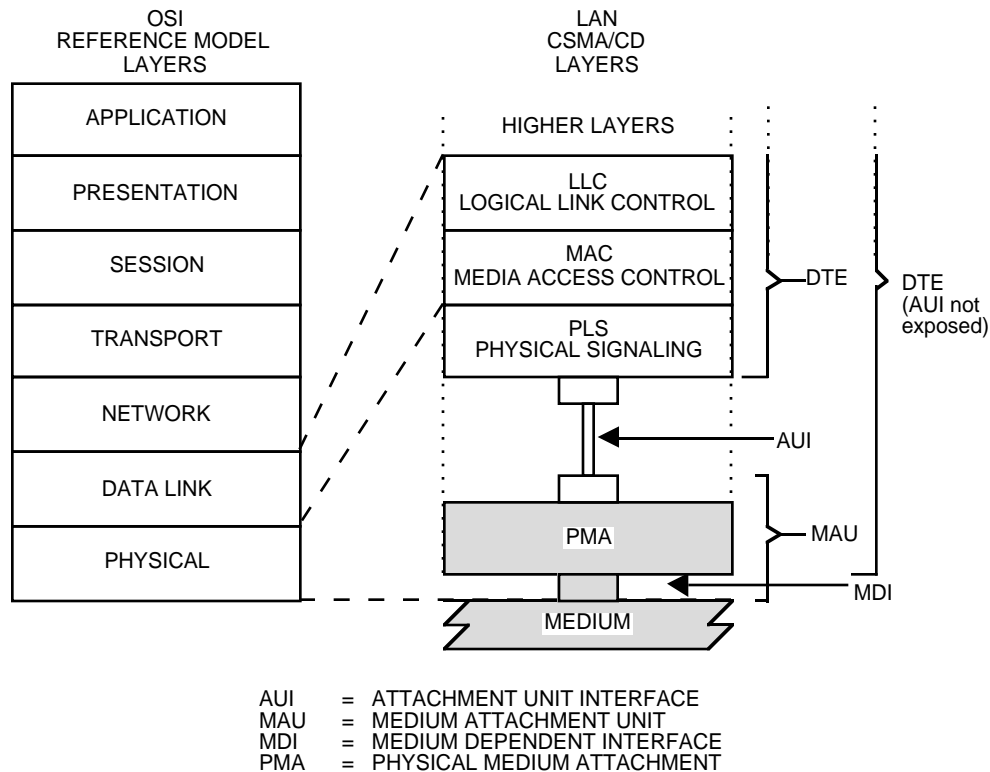 OSI
REFERENCE MODEL
LAYERS
APPLICATION
PRESENTATION
SESSION
TRANSPORT
NETWORK
DATA LINK
PHYSICAL
LAN
CSMA/CD
LAYERS
HIGHER LAYERS
LLC
LOGICAL LINK CONTROL
MAC
MEDIA ACCESS CONTROL
PLS
PHYSICAL SIGNALING
DTE
DTE
(AUI not
exposed)
AUI
PMA
MAU
MDI
MEDIUM
AUI = ATTACHMENT UNIT INTERFACE
MAU = MEDIUM ATTACHMENT UNIT
MDI = MEDIUM DEPENDENT INTERFACE
PMA = PHYSICAL MEDIUM ATTACHMENT